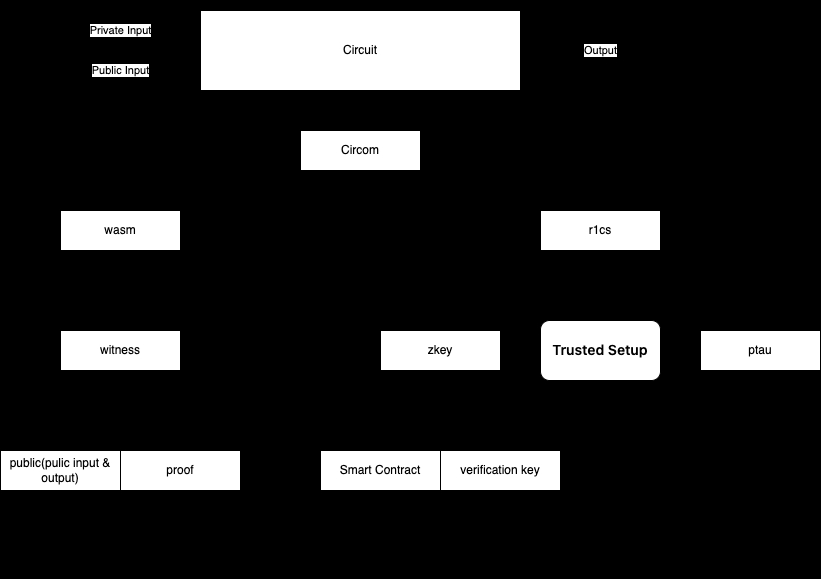 Private Input
Circuit
Output
Public Input
Circom
wasm
r1cs
witness
zkey
Trusted Setup
ptau
public(pulic input &
output)
proof
Smart Contract
verification key